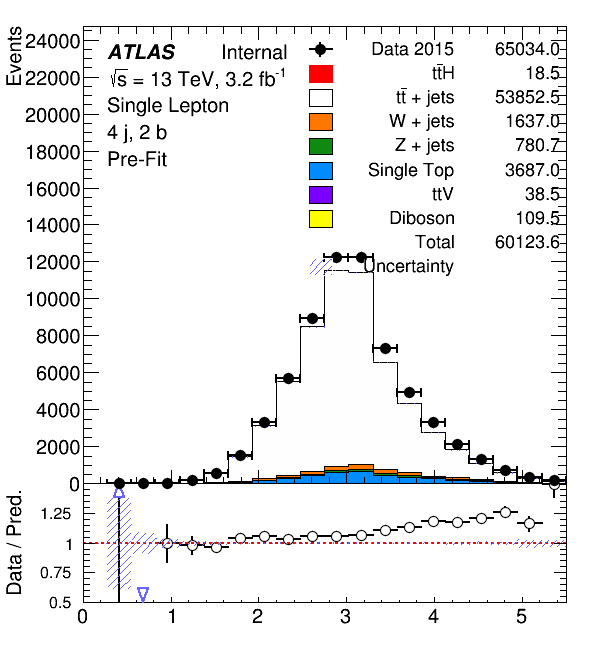 ATLAS Internal
√s = 13 TeV, 3.2 fb⁻¹
Single Lepton
4 j, 2 b
Pre-Fit
Data 2015 65034.0
tt̄H 18.5
tt̄ + jets 53852.5
W + jets 1637.0
Z + jets 780.7
Single Top 3687.0
ttV 38.5
Diboson 109.5
Total 60123.6
Uncertainty
Events
24000
22000
20000
18000
16000
14000
12000
10000
8000
6000
4000
2000
0
Data / Pred.
1.25
1
0.75
0.5
0 1 2 3 4 5